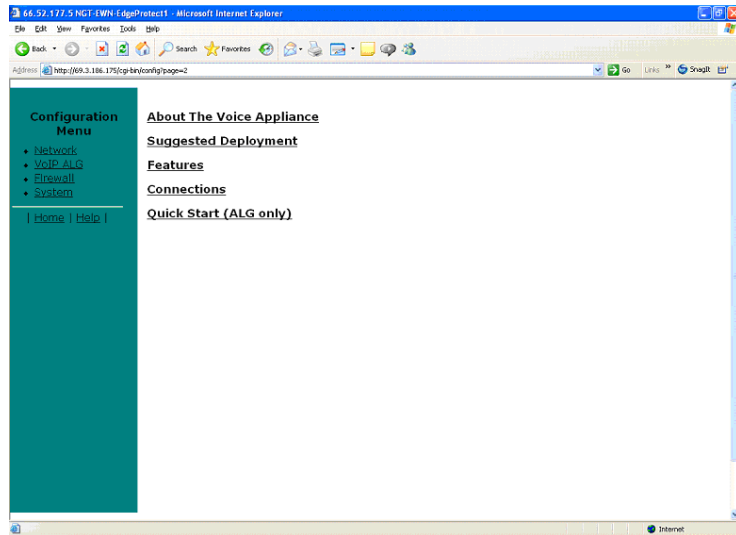 66.52.177.5 NGT-EWN-EdgeProtect1 - Microsoft Internet Explorer
File Edit View Favorites Tools Help
Back Search Favorites
Address http://69.3.186.175/cgi-bin/config?page=2 Go Links » SnagIt
Configuration
Menu
Network
VoIP ALG
Firewall
System
| Home | Help |
About The Voice Appliance
Suggested Deployment
Features
Connections
Quick Start (ALG only)
Internet